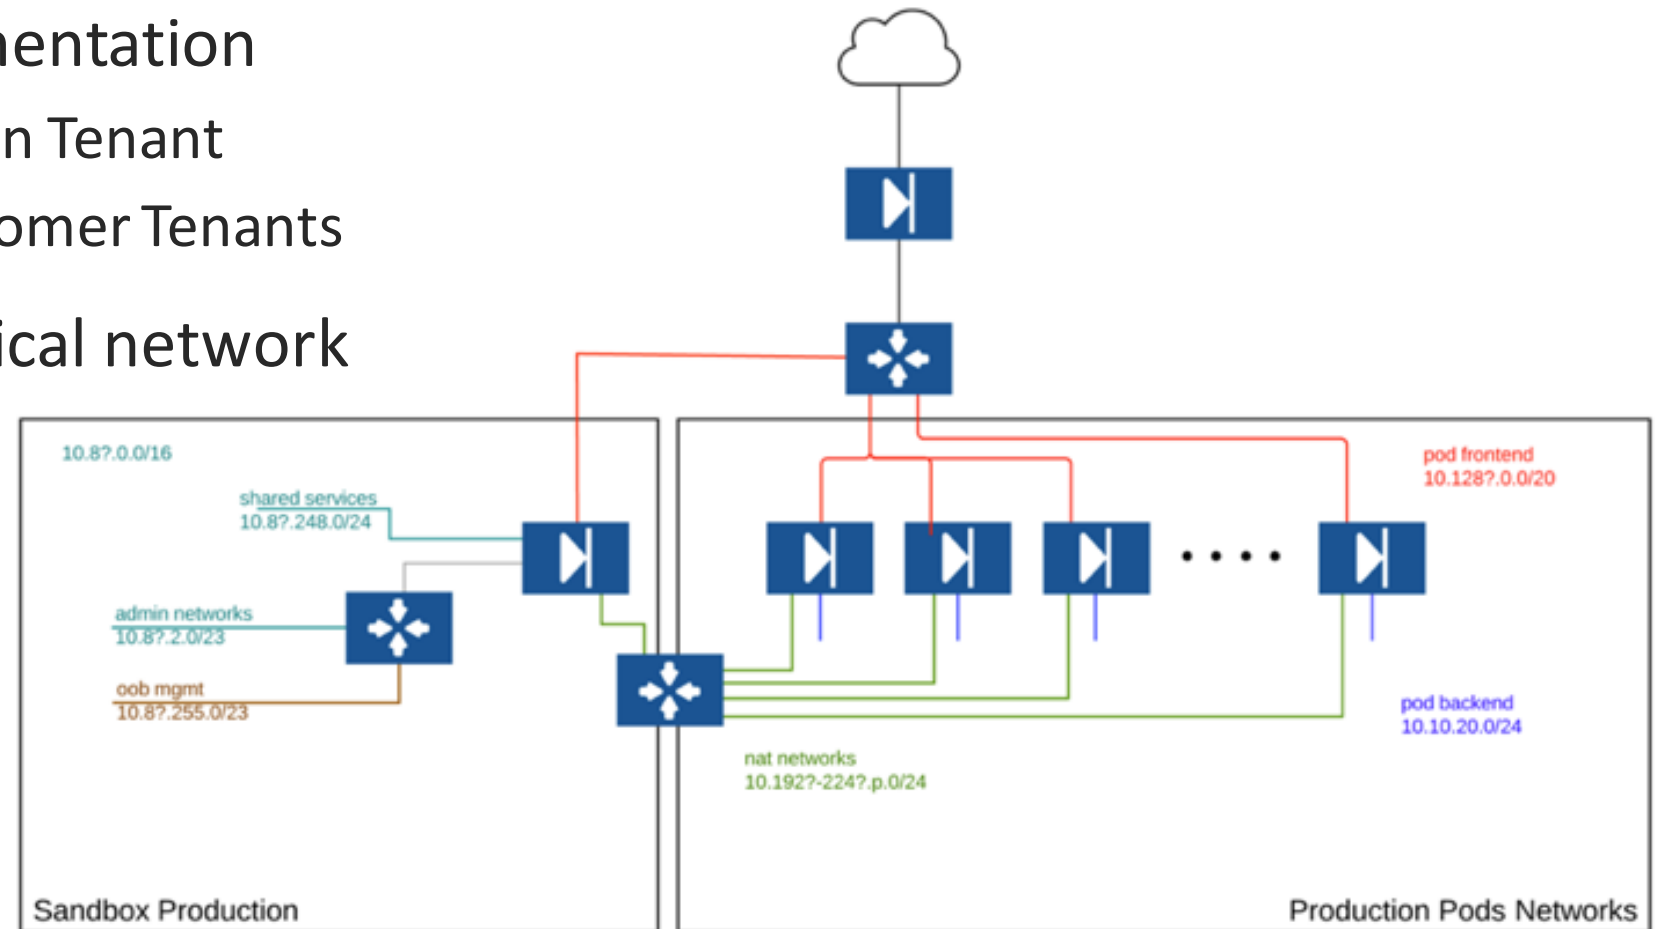 mentation
n Tenant
omer Tenants
ical network
10.8?.0.0/16
shared services
10.8?.248.0/24
admin networks
10.8?.2.0/23
oob mgmt
10.8?.255.0/23
pod frontend
10.128?.0.0/20
pod backend
10.10.20.0/24
nat networks
10.192?-224?.p.0/24
Sandbox Production
Production Pods Networks